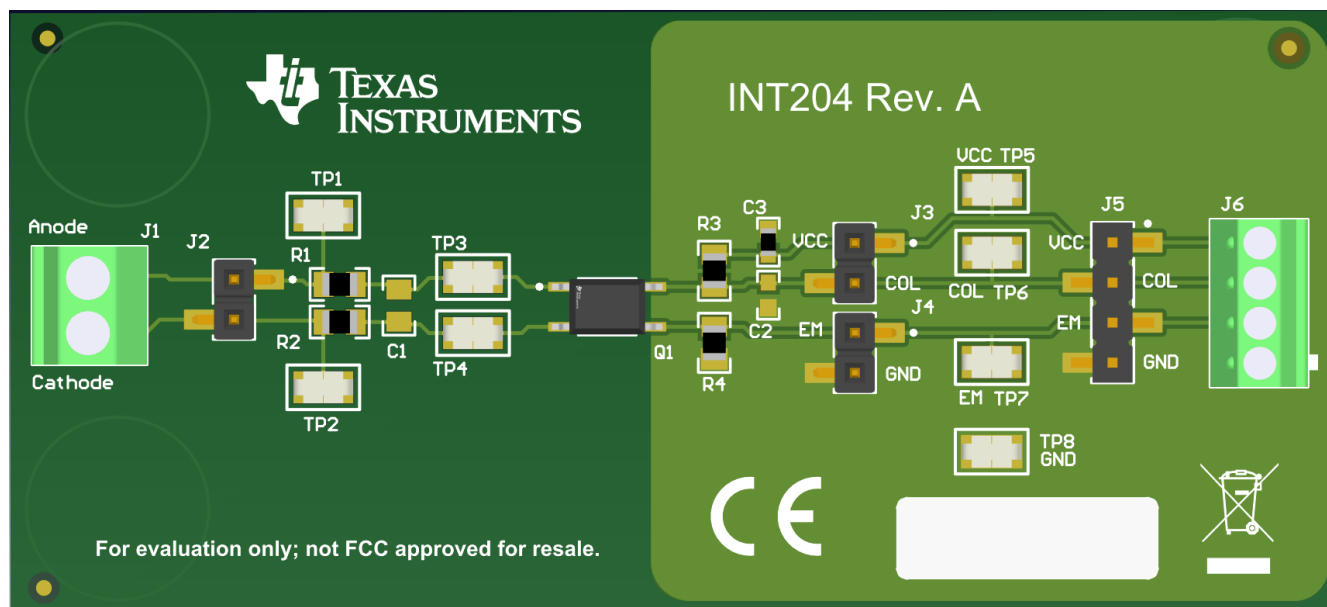 TEXAS
INSTRUMENTS
INT204 Rev. A
VCC TP5
TP1
C3
R3
J3
J5
J6
Anode
J1
J2
R1
TP3
VCC
VCC
COL
COL TP6
COL
R2
C1
TP4
C2
EM
J4
EM
Q1
R4
GND
GND
Cathode
TP2
EM TP7
TP8
GND
CE
For evaluation only; not FCC approved for resale.